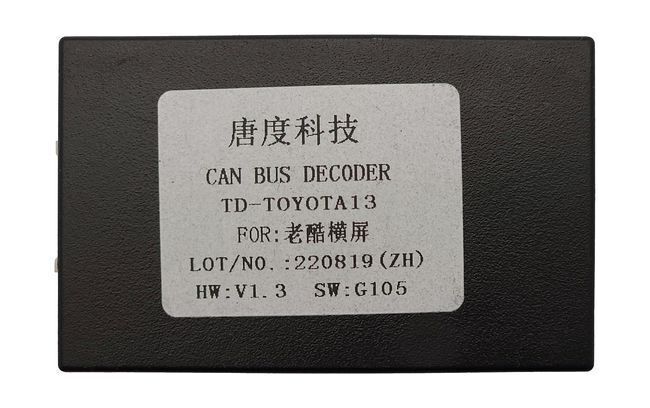 唐度科技
CAN BUS DECODER
TD-TOYOTA13
FOR:老酷横屏
LOT/NO.:220819(ZH)
HW:V1.3 SW:G105